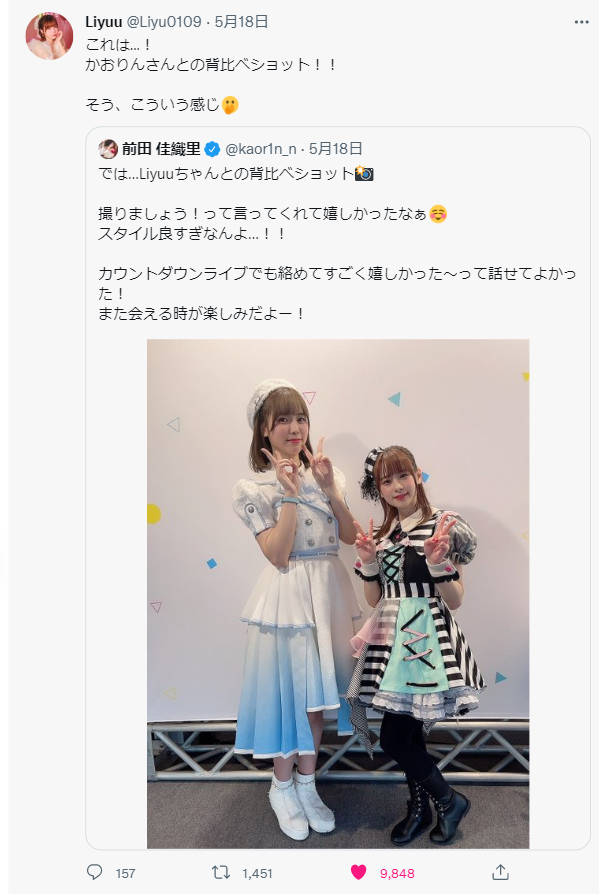 Liyuu @Liyu0109 · 5月18日
これは...！
かおりんさんとの背比べショット！！
そう、こういう感じ🫢
前田 佳織里 @kaor1n_n · 5月18日
では...Liyuuちゃんとの背比べショット📸
撮りましょう！って言ってくれて嬉しかったなぁ☺️
スタイル良すぎなんよ...！！
カウントダウンライブでも絡めてすごく嬉しかった〜って話せてよかっ
た！
また会える時が楽しみだよー！
157 1,451 9,848